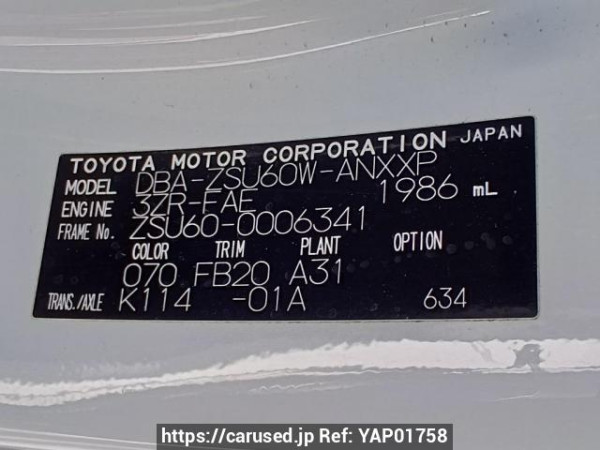 TOYOTA MOTOR CORPORATION JAPAN
MODEL DBA-ZSU60W-ANXXP
ENGINE 3ZR-FAE 1986 mL
FRAME No. ZSU60-0006341
COLOR TRIM PLANT OPTION
070 FB20 A31
TRANS./AXLE K114 -01A 634
https://carused.jp Ref: YAP01758